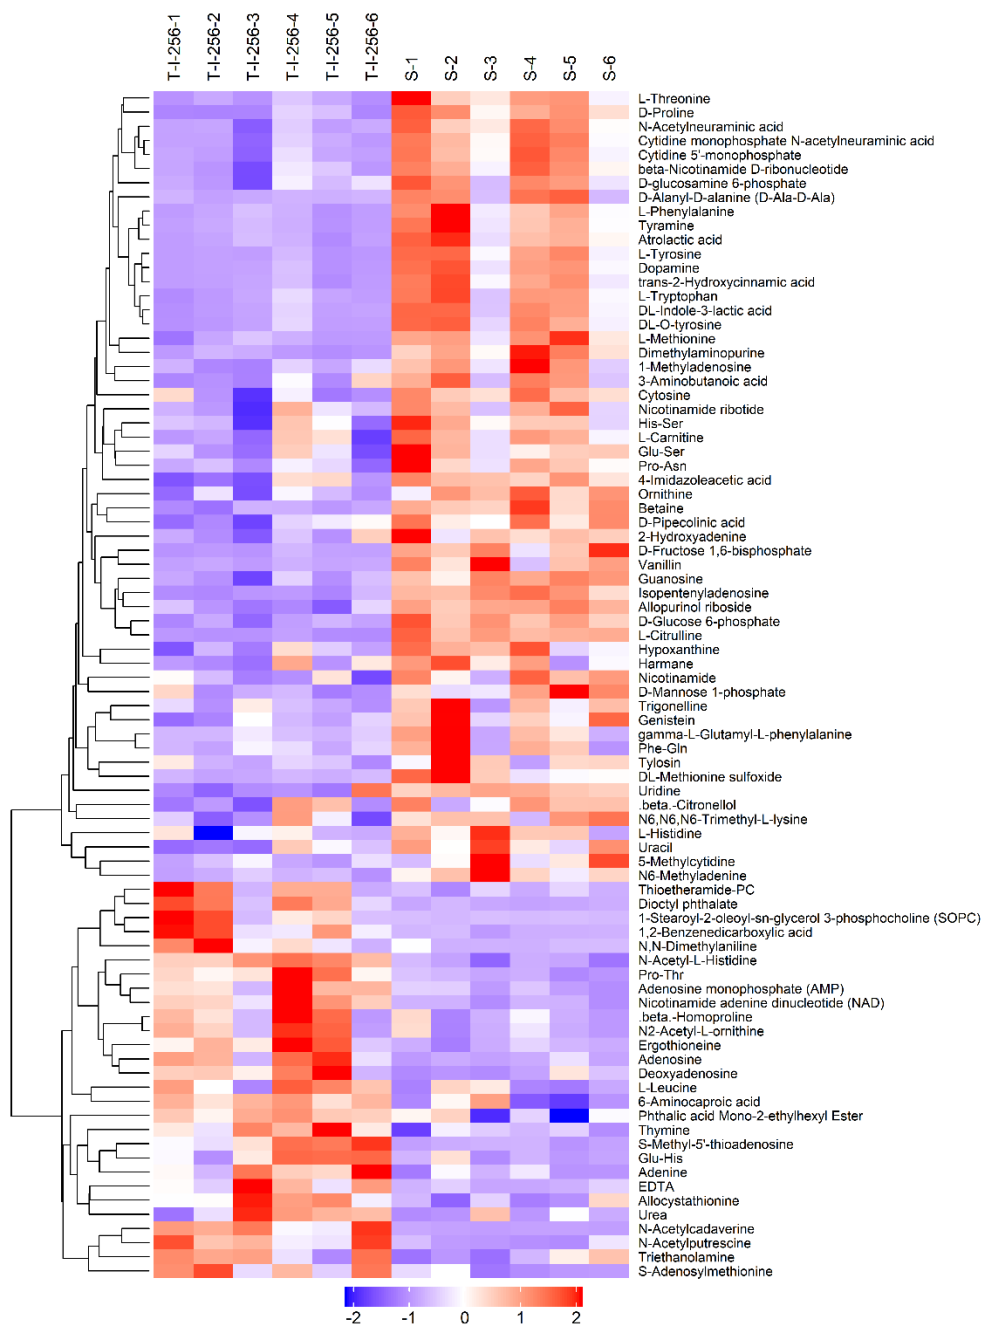 T-I-256-1
T-I-256-2
T-I-256-3
T-I-256-4
T-I-256-5
T-I-256-6
S-1
S-2
S-3
S-4
S-5
S-6
L-Threonine
D-Proline
N-Acetylneuraminic acid
Cytidine monophosphate N-acetylneuraminic acid
Cytidine 5'-monophosphate
beta-Nicotinamide D-ribonucleotide
D-glucosamine 6-phosphate
D-Alanyl-D-alanine (D-Ala-D-Ala)
L-Phenylalanine
Tyramine
Atrolactic acid
L-Tyrosine
Dopamine
trans-2-Hydroxycinnamic acid
L-Tryptophan
DL-Indole-3-lactic acid
DL-O-tyrosine
L-Methionine
Dimethylaminopurine
1-Methyladenosine
3-Aminobutanoic acid
Cytosine
Nicotinamide ribotide
His-Ser
L-Carnitine
Glu-Ser
Pro-Asn
4-Imidazoleacetic acid
Ornithine
Betaine
D-Pipecolinic acid
2-Hydroxyadenine
D-Fructose 1,6-bisphosphate
Vanillin
Guanosine
Isopentenyladenosine
Allopurinol riboside
D-Glucose 6-phosphate
L-Citrulline
Hypoxanthine
Harmane
Nicotinamide
D-Mannose 1-phosphate
Trigonelline
Genistein
gamma-L-Glutamyl-L-phenylalanine
Phe-Gln
Tylosin
DL-Methionine sulfoxide
Uridine
.beta.-Citronellol
N6,N6,N6-Trimethyl-L-lysine
L-Histidine
Uracil
5-Methylcytidine
N6-Methyladenine
Thioetheramide-PC
Dioctyl phthalate
1-Stearoyl-2-oleoyl-sn-glycerol 3-phosphocholine (SOPC)
1,2-Benzenedicarboxylic acid
N,N-Dimethylaniline
N-Acetyl-L-Histidine
Pro-Thr
Adenosine monophosphate (AMP)
Nicotinamide adenine dinucleotide (NAD)
.beta.-Homoproline
N2-Acetyl-L-ornithine
Ergothioneine
Adenosine
Deoxyadenosine
L-Leucine
6-Aminocaproic acid
Phthalic acid Mono-2-ethylhexyl Ester
Thymine
S-Methyl-5'-thioadenosine
Glu-His
Adenine
EDTA
Allocystathionine
Urea
N-Acetylcadaverine
N-Acetylputrescine
Triethanolamine
S-Adenosylmethionine
-2 -1 0 1 2